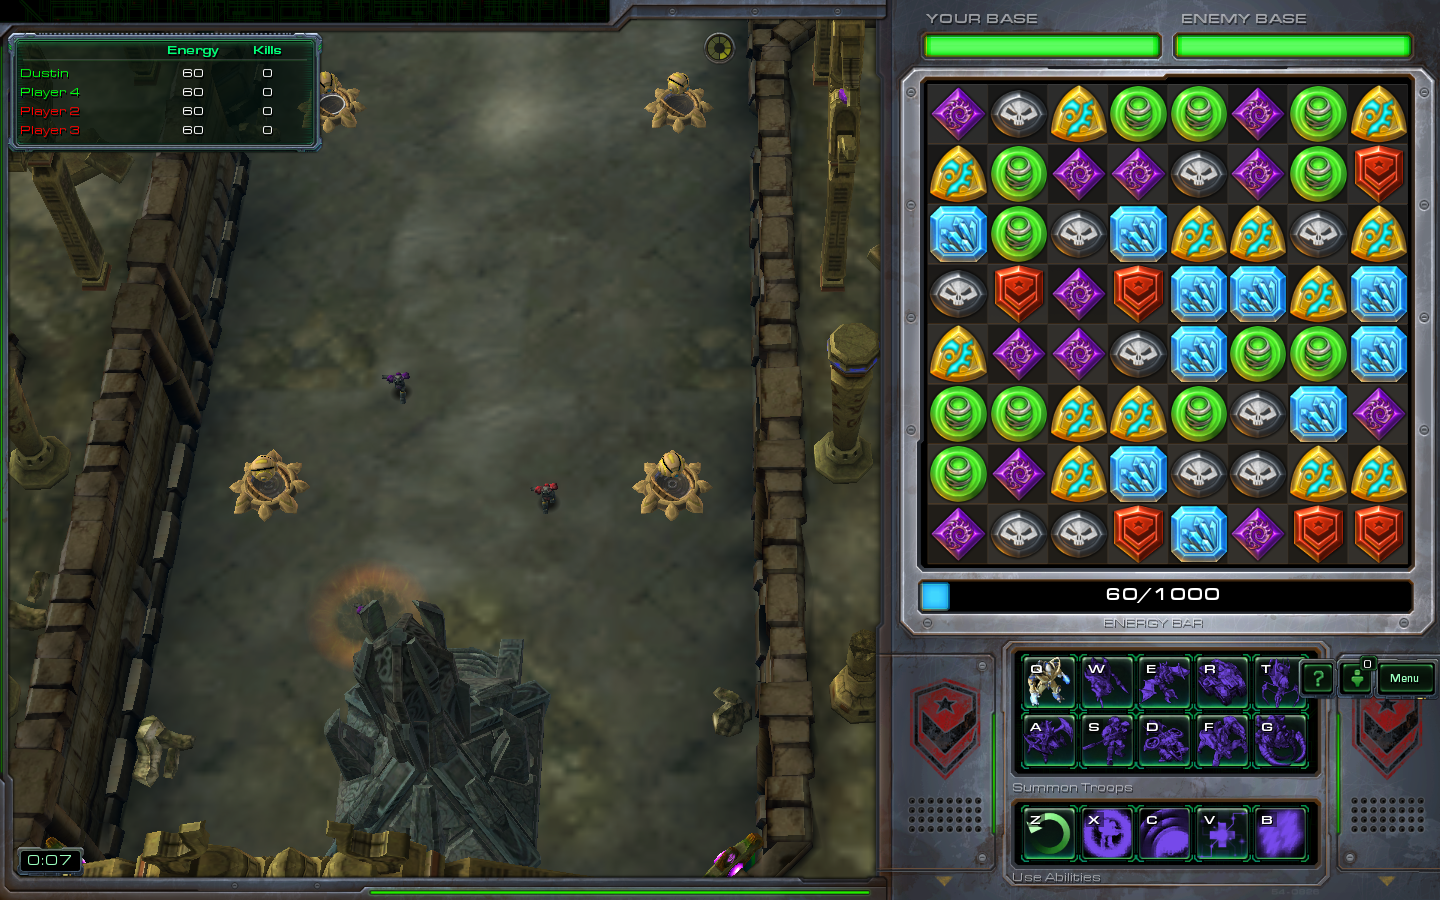 YOUR BASE
ENEMY BASE
Energy Kills
Dustin 60 0
Player 4 60 0
Player 2 60 0
Player 3 60 0
60/1000
ENERGY BAR
Q W E R T
? 0 Menu
A S D F G
Summon Troops
Z X C V B
Use Abilities
0:07